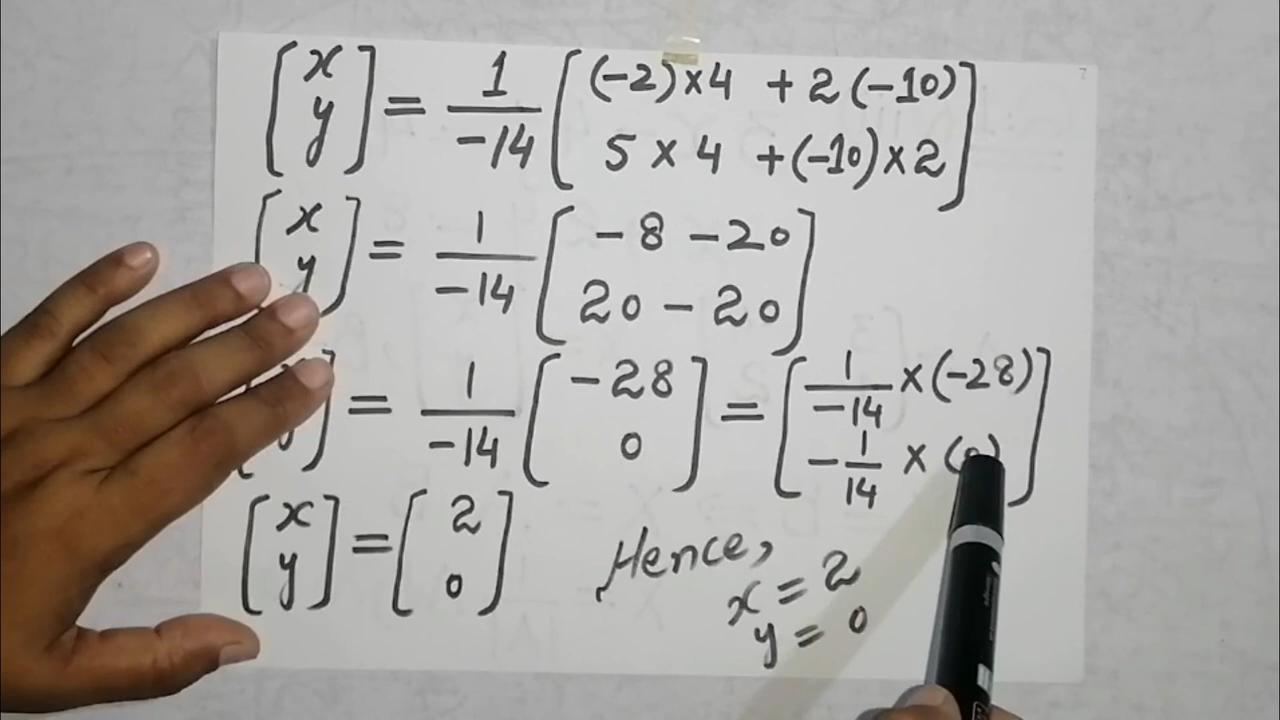 [x y] = 1/-14 [(-2)×4 + 2(-10) 5 × 4 +(-10)×2]
[x y] = 1/-14 [-8 -20 20 - 20]
] = 1/-14 [-28 0] = [1/-14 ×(-28) -1/14 × (0)]
[x y] = [2 0] Hence,
x = 2
y = 0